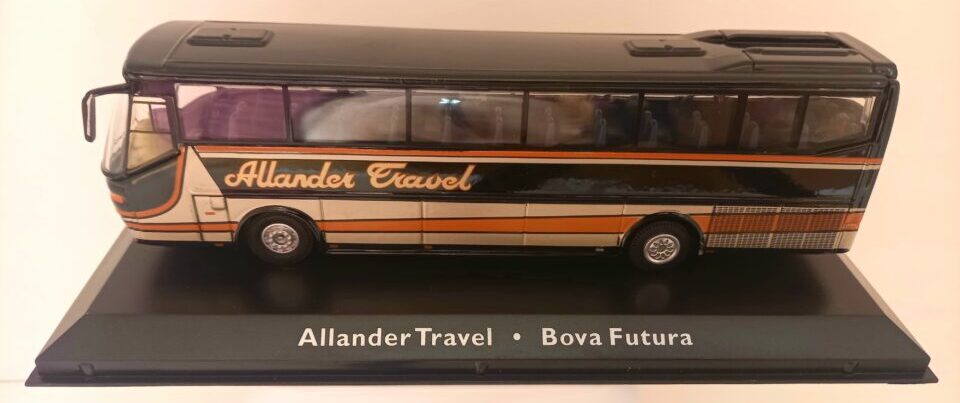 Allander Travel
Allander Travel • Bova Futura